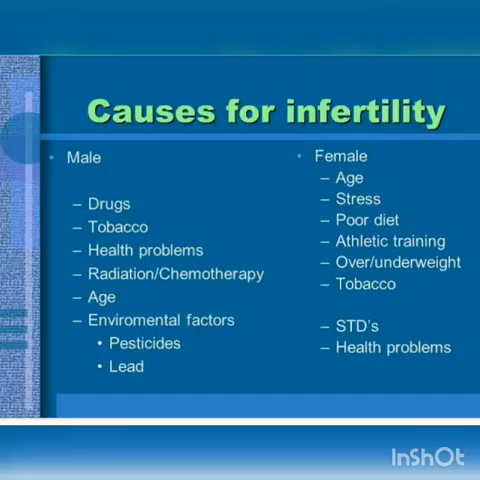 Causes for infertility
• Male
– Drugs
– Tobacco
– Health problems
– Radiation/Chemotherapy
– Age
– Enviromental factors
• Pesticides
• Lead
• Female
– Age
– Stress
– Poor diet
– Athletic training
– Over/underweight
– Tobacco
– STD's
– Health problems
InShOt